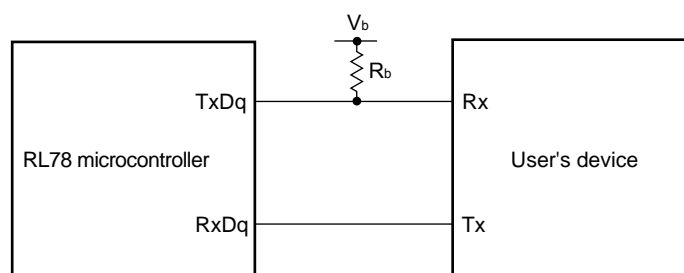 Vb
Rb
TxDq
Rx
RL78 microcontroller
User's device
RxDq
Tx